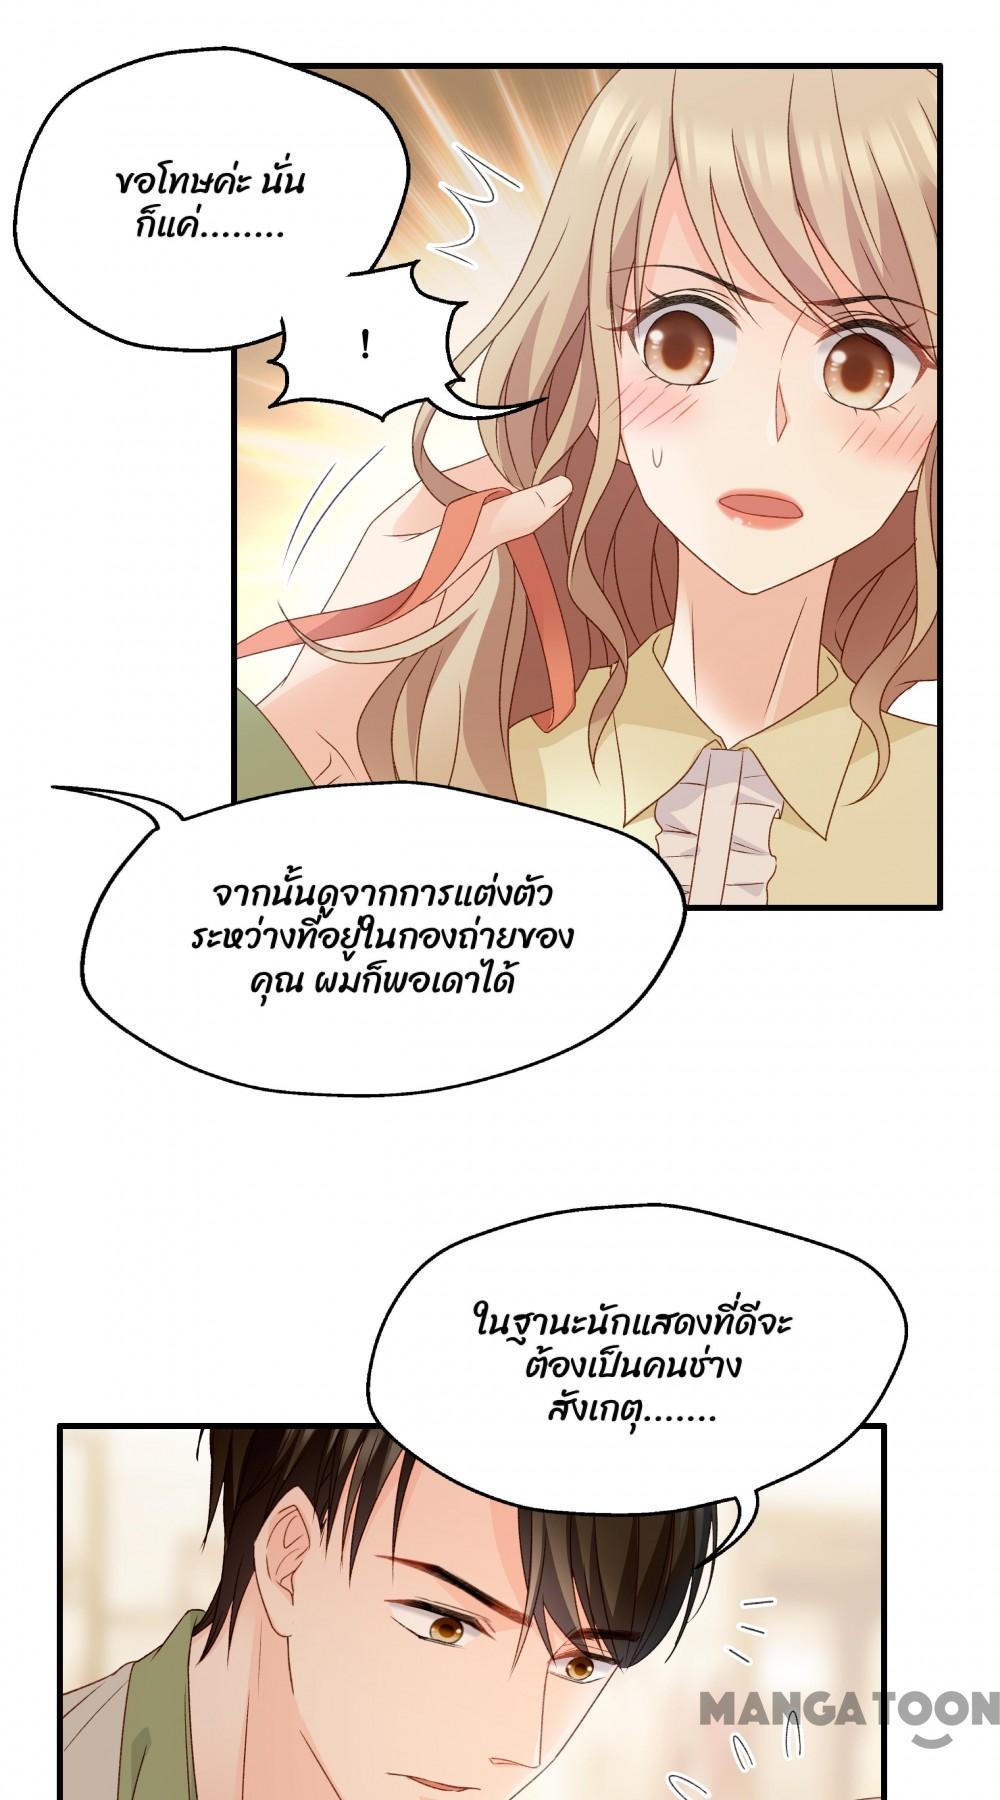 ขอโทษค่ะ นั่น
ก็แค่........
!
จากนั้นดูจากการแต่งตัว
ระหว่างที่อยู่ในกองถ่ายของ
คุณ ผมก็พอเดาได้
ในฐานะนักแสดงที่ดีจะ
ต้องเป็นคนช่าง
สังเกตุ.......
MANGATOON